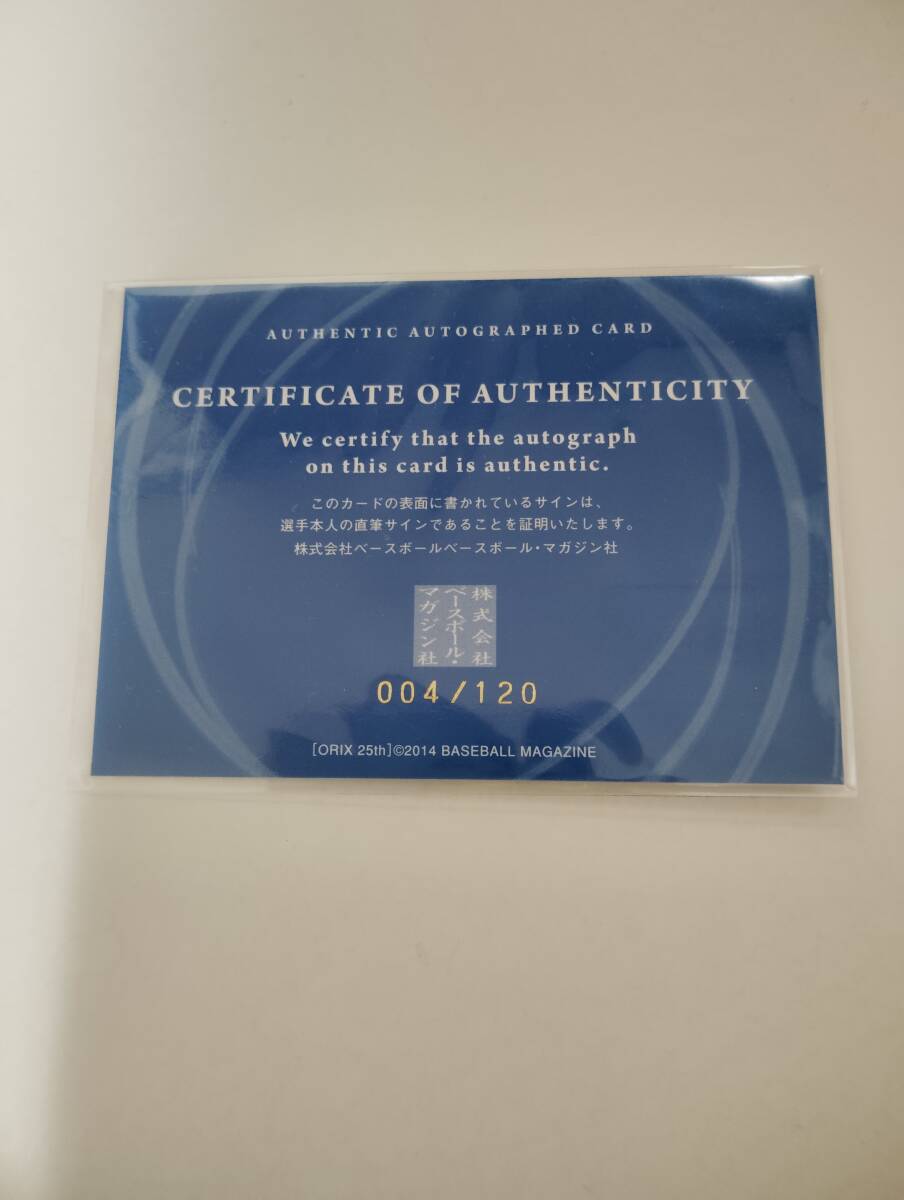 AUTHENTIC AUTOGRAPHED CARD
CERTIFICATE OF AUTHENTICITY
We certify that the autograph
on this card is authentic.
このカードの表面に書かれているサインは、
選手本人の直筆サインであることを証明いたします。
株式会社ベースボールベースボール・マガジン社
株式会社
ベースボール・
マガジン社
004/120
[ORIX 25th]©2014 BASEBALL MAGAZINE